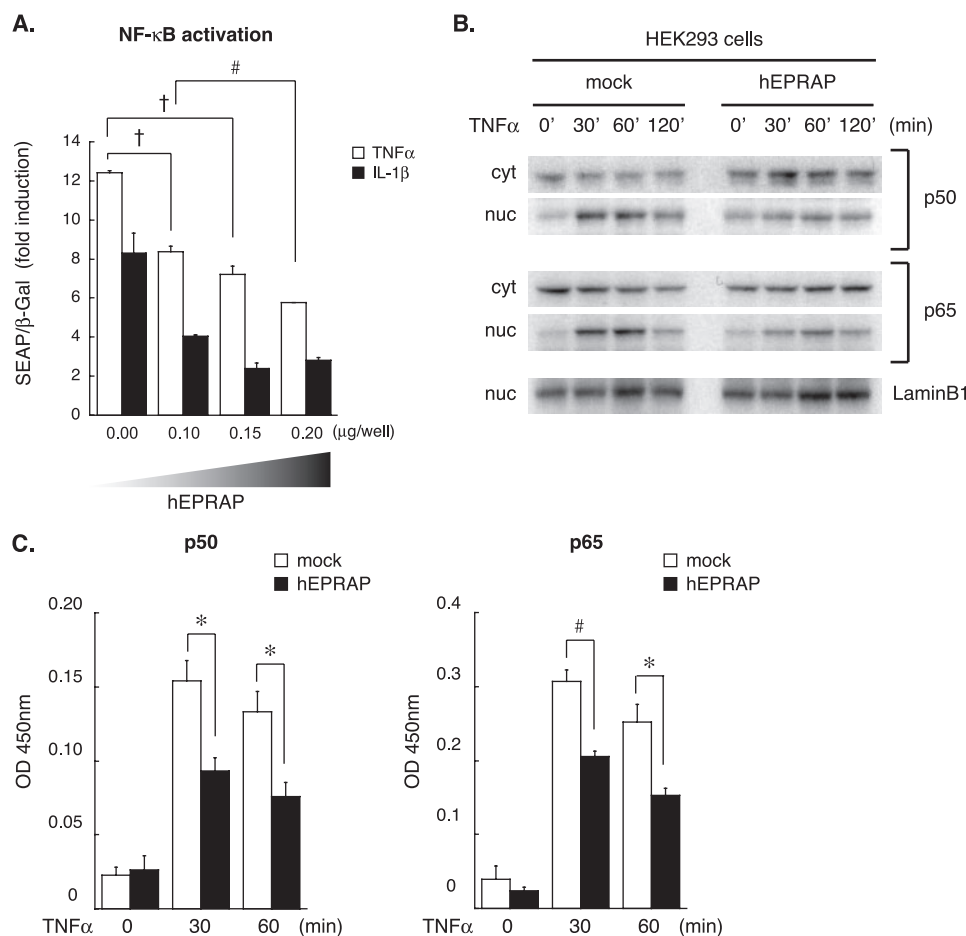 A.
NF-κB activation
#
†
†
14
12
10
8
6
4
2
0
SEAP/β-Gal (fold induction)
TNFα
IL-1β
0.00 0.10 0.15 0.20 (μg/well)
hEPRAP
B.
HEK293 cells
mock hEPRAP
TNFα 0’ 30’ 60’ 120’ 0’ 30’ 60’ 120’ (min)
cyt
nuc
p50
cyt
nuc
p65
nuc LaminB1
C.
p50
mock
hEPRAP
0.20
0.15
0.10
0.05
0
OD 450nm
*
*
TNFα 0 30 60 (min)
p65
mock
hEPRAP
0.4
0.3
0.2
0.1
0
OD 450nm
#
*
TNFα 0 30 60 (min)